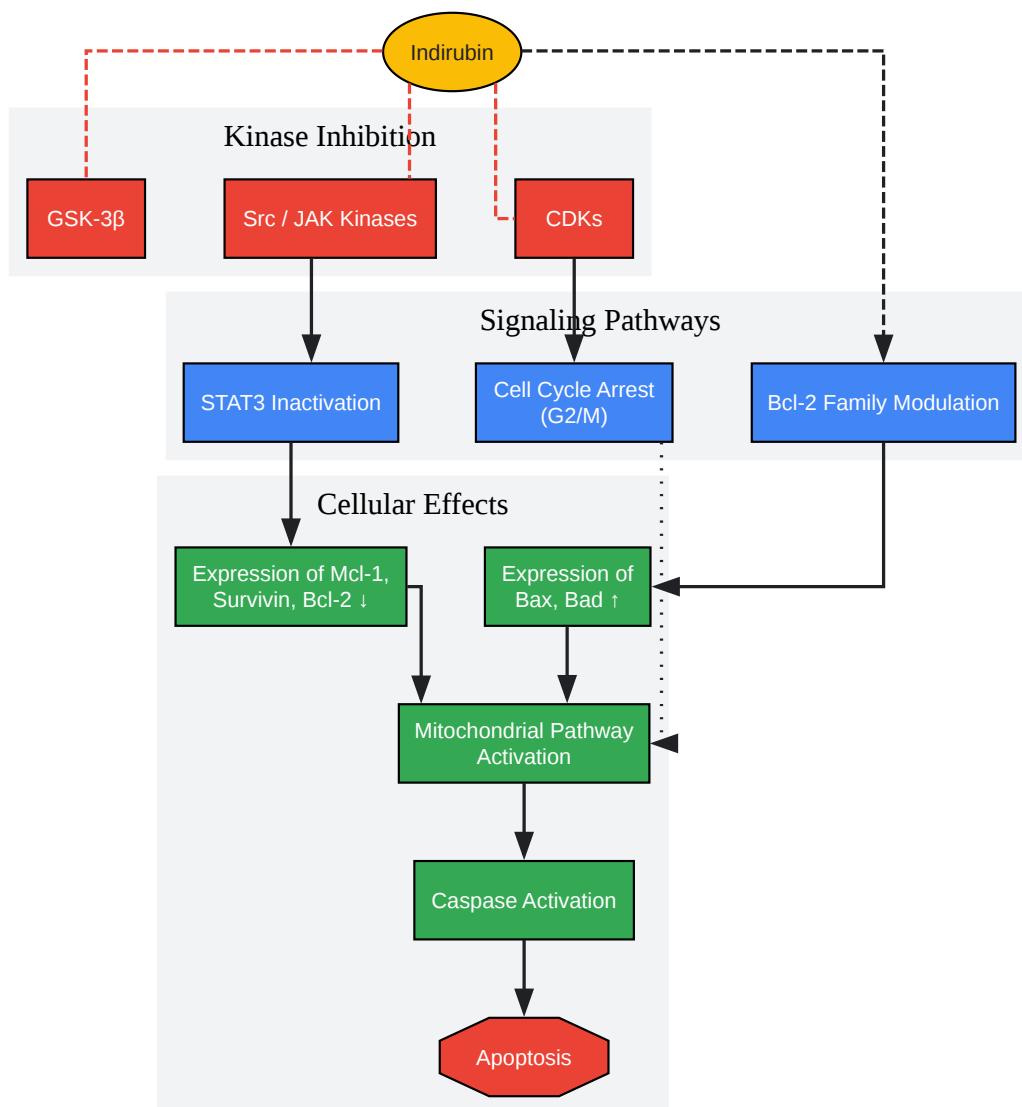 Indirubin
Kinase Inhibition
GSK-3β
Src / JAK Kinases
CDKs
Signaling Pathways
STAT3 Inactivation
Cell Cycle Arrest
(G2/M)
Bcl-2 Family Modulation
Cellular Effects
Expression of Mcl-1,
Survivin, Bcl-2 ↓
Expression of
Bax, Bad ↑
Mitochondrial Pathway
Activation
Caspase Activation
Apoptosis